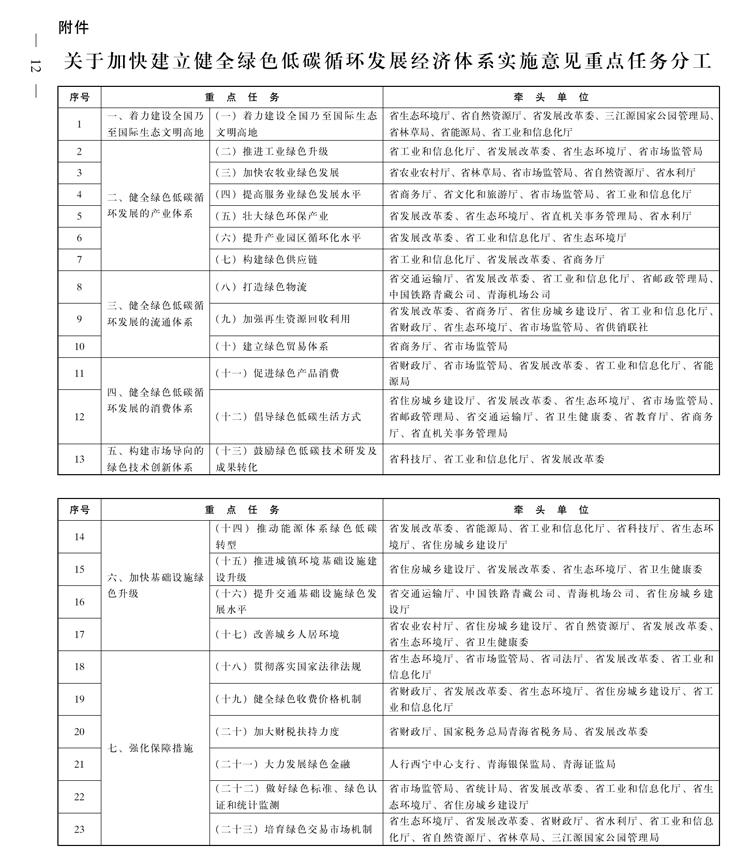 附件
— 12 —
关于加快建立健全绿色低碳循环发展经济体系实施意见重点任务分工
序号 重点任务 牵头单位
1 一、着力建设全国乃至国际生态文明高地 (一)着力建设全国乃至国际生态文明高地 省生态环境厅、省自然资源厅、省发展改革委、三江源国家公园管理局、省林草局、省能源局、省工业和信息化厅
2 二、健全绿色低碳循环发展的产业体系 (二)推进工业绿色升级 省工业和信息化厅、省发展改革委、省生态环境厅、省市场监管局
3 (三)加快农牧业绿色发展 省农业农村厅、省林草局、省市场监管局、省自然资源厅、省水利厅
4 (四)提高服务业绿色发展水平 省商务厅、省文化和旅游厅、省市场监管局、省工业和信息化厅
5 (五)壮大绿色环保产业 省发展改革委、省生态环境厅、省直机关事务管理局、省水利厅
6 (六)提升产业园区循环化水平 省发展改革委、省工业和信息化厅、省生态环境厅
7 (七)构建绿色供应链 省工业和信息化厅、省发展改革委、省商务厅
8 三、健全绿色低碳循环发展的流通体系 (八)打造绿色物流 省交通运输厅、省发展改革委、省工业和信息化厅、省邮政管理局、中国铁路青藏公司、青海机场公司
9 (九)加强再生资源回收利用 省发展改革委、省商务厅、省住房城乡建设厅、省工业和信息化厅、省财政厅、省生态环境厅、省市场监管局、省供销联社
10 (十)建立绿色贸易体系 省商务厅、省市场监管局
11 四、健全绿色低碳循环发展的消费体系 (十一)促进绿色产品消费 省财政厅、省市场监管局、省发展改革委、省工业和信息化厅、省能源局
12 (十二)倡导绿色低碳生活方式 省住房城乡建设厅、省发展改革委、省生态环境厅、省市场监管局、省邮政管理局、省交通运输厅、省卫生健康委、省教育厅、省商务厅、省直机关事务管理局
13 五、构建市场导向的绿色技术创新体系 (十三)鼓励绿色低碳技术研发及成果转化 省科技厅、省工业和信息化厅、省发展改革委
序号 重点任务 牵头单位
14 六、加快基础设施绿色升级 (十四)推动能源体系绿色低碳转型 省发展改革委、省能源局、省工业和信息化厅、省科技厅、省生态环境厅、省住房城乡建设厅
15 (十五)推进城镇环境基础设施建设升级 省住房城乡建设厅、省发展改革委、省生态环境厅、省卫生健康委
16 (十六)提升交通基础设施绿色发展水平 省交通运输厅、中国铁路青藏公司、青海机场公司、省住房城乡建设厅
17 (十七)改善城乡人居环境 省农业农村厅、省住房城乡建设厅、省自然资源厅、省发展改革委、省生态环境厅、省卫生健康委
18 七、强化保障措施 (十八)贯彻落实国家法律法规 省生态环境厅、省市场监管局、省司法厅、省发展改革委、省工业和信息化厅
19 (十九)健全绿色收费价格机制 省财政厅、省发展改革委、省生态环境厅、省住房城乡建设厅、省工业和信息化厅
20 (二十)加大财税扶持力度 省财政厅、国家税务总局青海省税务局、省发展改革委
21 (二十一)大力发展绿色金融 人行西宁中心支行、青海银保监局、青海证监局
22 (二十二)做好绿色标准、绿色认证和统计监测 省市场监管局、省统计局、省发展改革委、省工业和信息化厅、省生态环境厅、省住房城乡建设厅
23 (二十三)培育绿色交易市场机制 省生态环境厅、省发展改革委、省财政厅、省水利厅、省工业和信息化厅、省自然资源厅、省林草局、三江源国家公园管理局